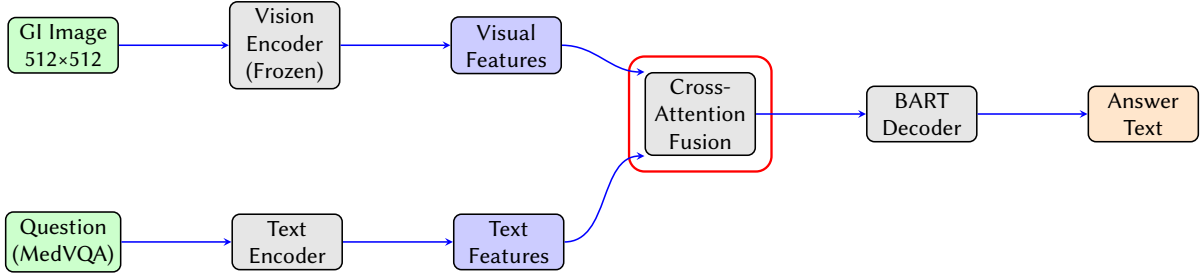 GI Image
512×512
Vision
Encoder
(Frozen)
Visual
Features
Cross-
Attention
Fusion
BART
Decoder
Answer
Text
Question
(MedVQA)
Text
Encoder
Text
Features